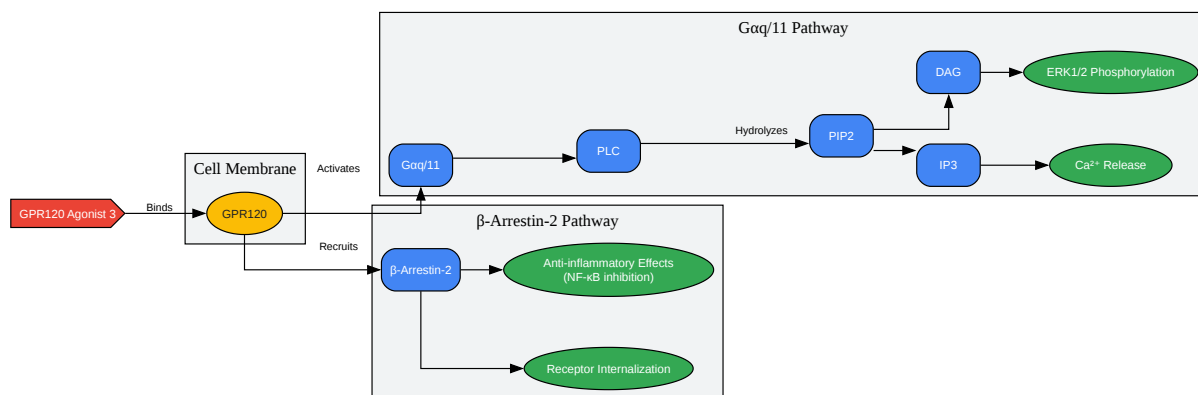 Gαq/11 Pathway
DAG
ERK1/2 Phosphorylation
Hydrolyzes
PIP2
PLC
Gαq/11
IP3
Ca²⁺ Release
Cell Membrane
Activates
GPR120 Agonist 3
Binds
GPR120
Recruits
β-Arrestin-2 Pathway
β-Arrestin-2
Anti-inflammatory Effects
(NF-κB inhibition)
Receptor Internalization